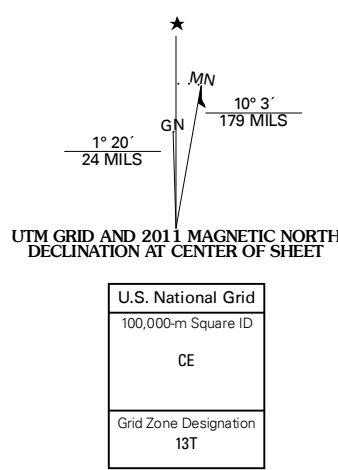 MN
GN
10° 3´
179 MILS
1° 20´
24 MILS
UTM GRID AND 2011 MAGNETIC NORTH
DECLINATION AT CENTER OF SHEET
U.S. National Grid
100,000-m Square ID
CE
Grid Zone Designation
13T